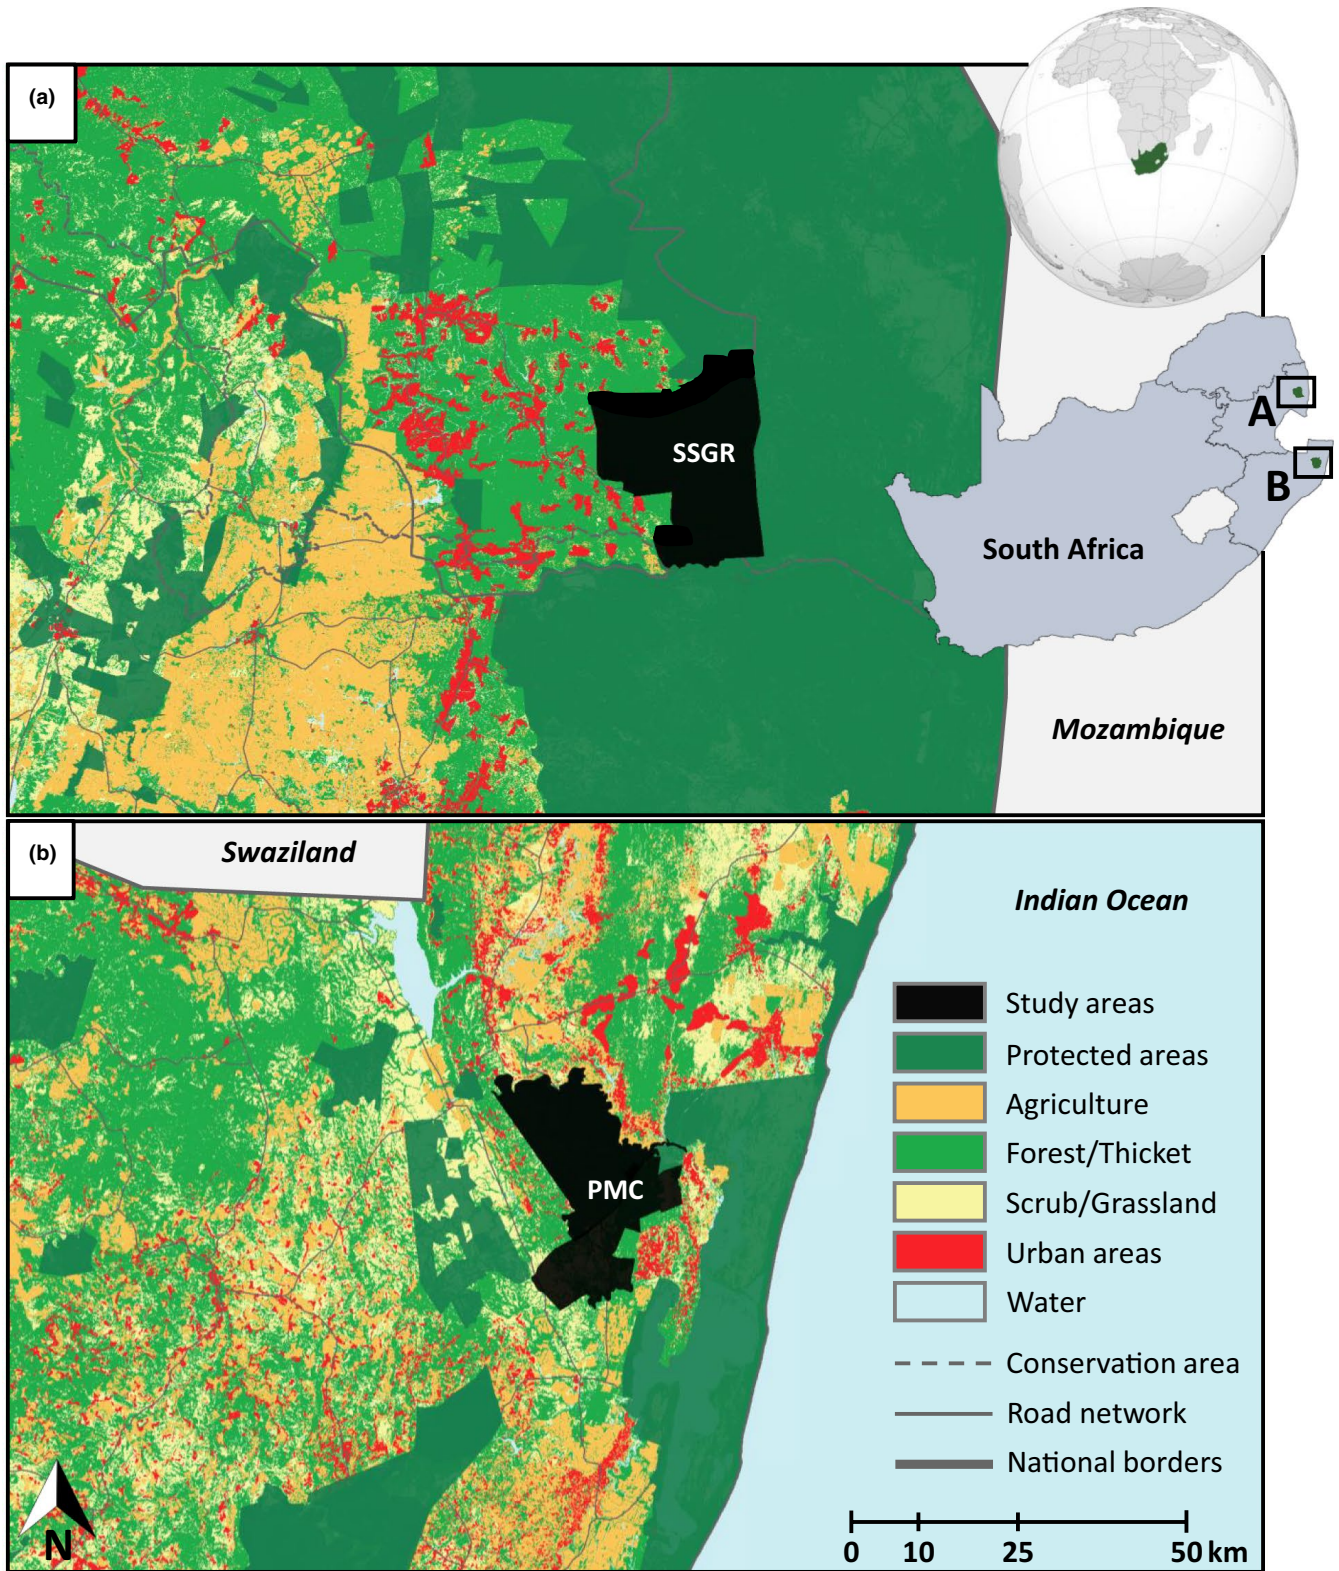 (a)
SSGR
A
B
South Africa
Mozambique
(b)
Swaziland
Indian Ocean
PMC
Study areas
Protected areas
Agriculture
Forest/Thicket
Scrub/Grassland
Urban areas
Water
Conservation area
Road network
National borders
N
0 10 25 50 km